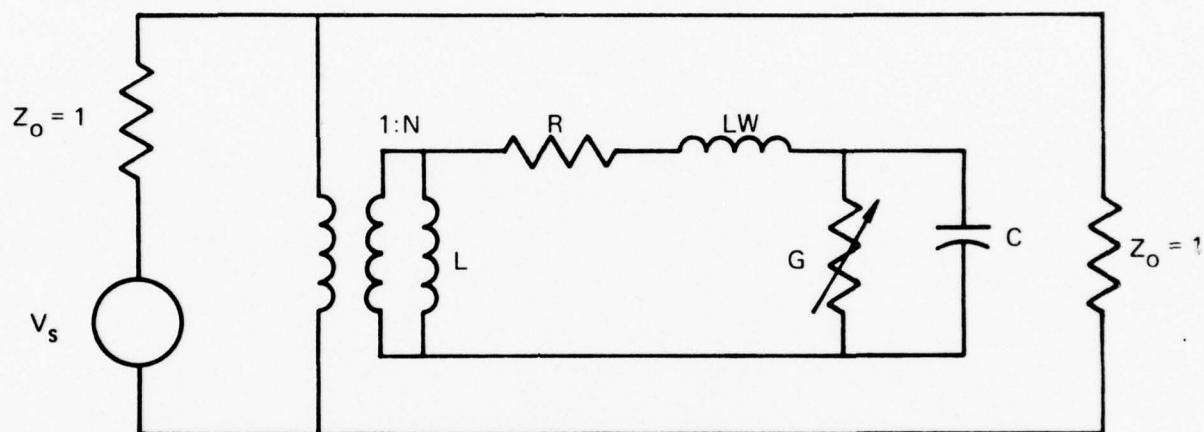 Z₀ = 1
1:N
R
LW
L
G
C
Z₀ = 1
Vₛ